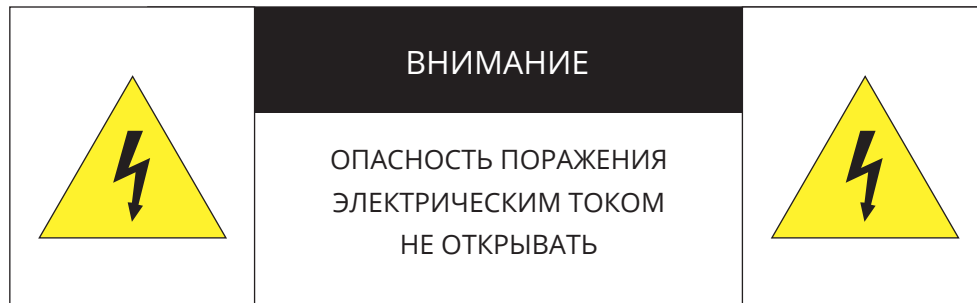 ВНИМАНИЕ
ОПАСНОСТЬ ПОРАЖЕНИЯ
ЭЛЕКТРИЧЕСКИМ ТОКОМ
НЕ ОТКРЫВАТЬ